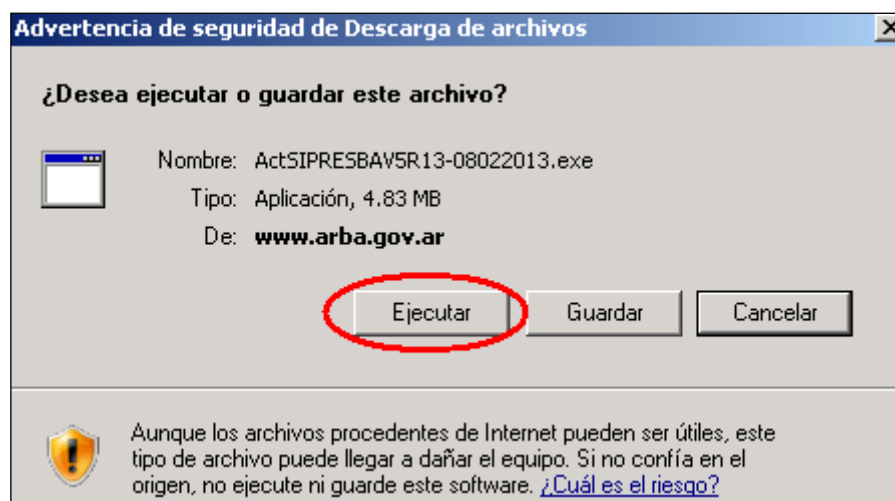 Advertencia de seguridad de Descarga de archivos
¿Desea ejecutar o guardar este archivo?
Nombre: ActSIPRESBAV5R13-08022013.exe
Tipo: Aplicación, 4.83 MB
De: www.arba.gov.ar
Ejecutar Guardar Cancelar
Aunque los archivos procedentes de Internet pueden ser útiles, este
tipo de archivo puede llegar a dañar el equipo. Si no confía en el
origen, no ejecute ni guarde este software. ¿Cuál es el riesgo?